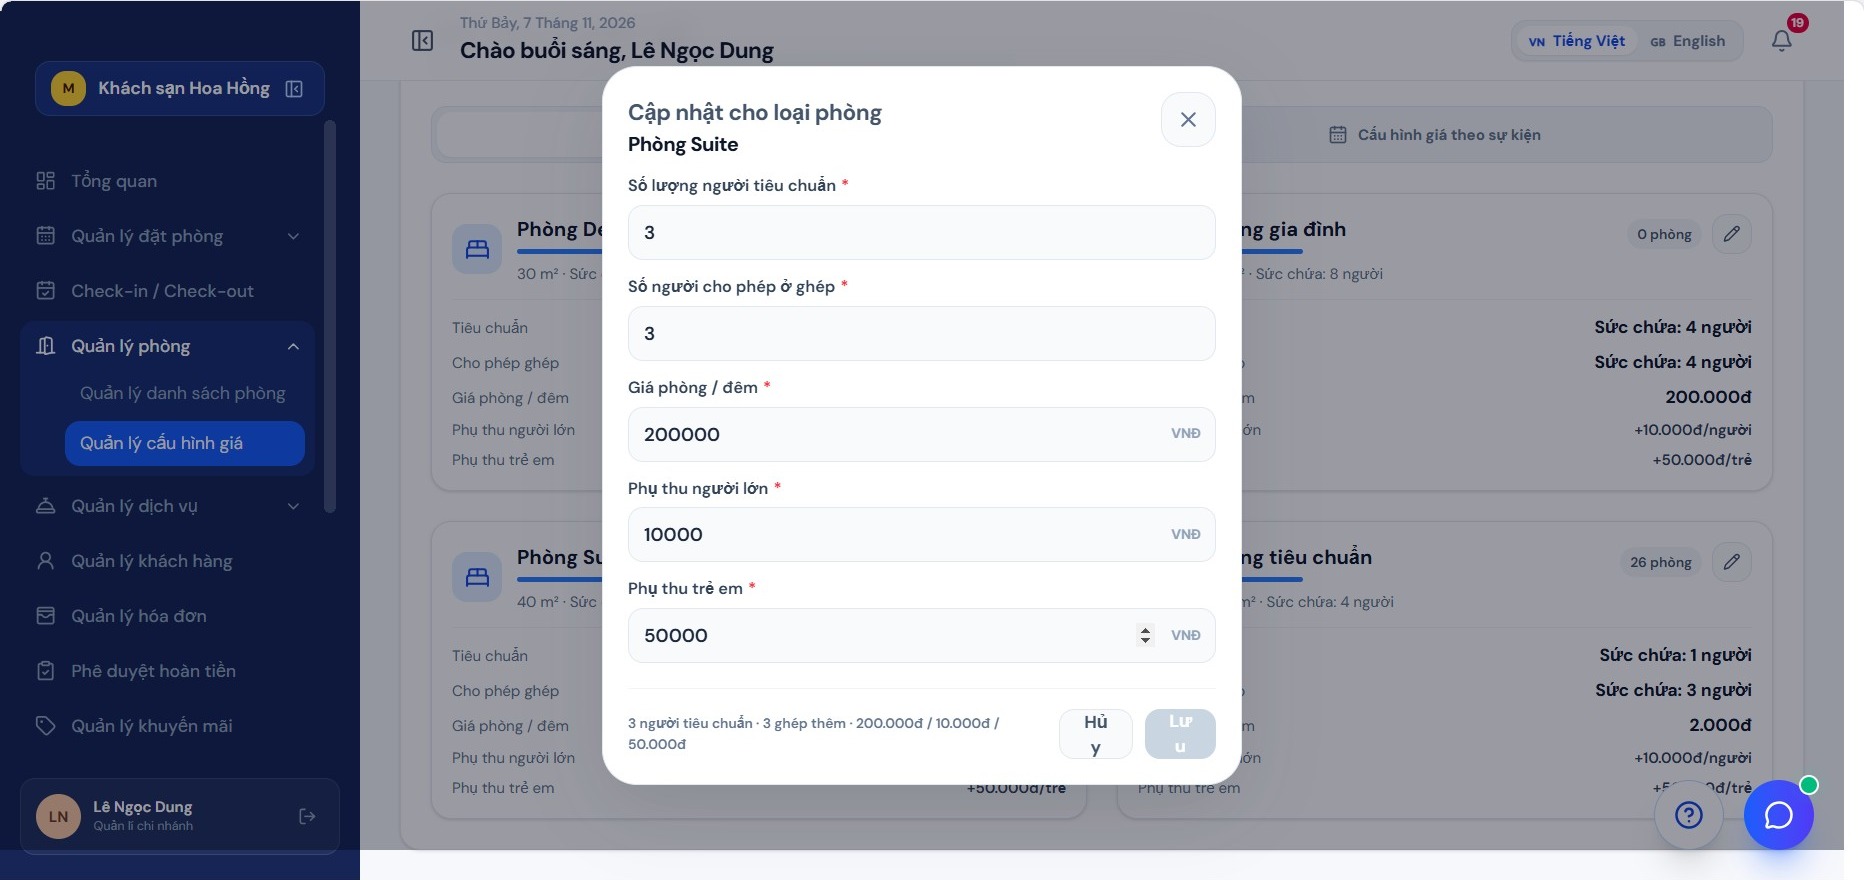 M
Khách sạn Hoa Hồng
Tổng quan
Quản lý đặt phòng
Check-in / Check-out
Quản lý phòng
Quản lý danh sách phòng
Quản lý cấu hình giá
Quản lý dịch vụ
Quản lý khách hàng
Quản lý hóa đơn
Phê duyệt hoàn tiền
Quản lý khuyến mãi
LN
Lê Ngọc Dung
Quản lí chi nhánh
Thứ Bảy, 7 Tháng 11, 2026
Chào buổi sáng, Lê Ngọc Dung
VN Tiếng Việt
GB English
19
Cấu hình giá theo sự kiện
Phòng De
30 m² · Sức
Tiêu chuẩn
Cho phép ghép
Giá phòng / đêm
Phụ thu người lớn
Phụ thu trẻ em
ng gia đình
0 phòng
² · Sức chứa: 8 người
Sức chứa: 4 người
Sức chứa: 4 người
m 200.000đ
ớn +10.000đ/người
+50.000đ/trẻ
Phòng Su
40 m² · Sức
Tiêu chuẩn
Cho phép ghép
Giá phòng / đêm
Phụ thu người lớn
Phụ thu trẻ em +50.000đ/trẻ
ng tiêu chuẩn
26 phòng
m² · Sức chứa: 4 người
Sức chứa: 1 người
Sức chứa: 3 người
m 2.000đ
ớn +10.000đ/người
Phụ thu trẻ em đ/trẻ
Cập nhật cho loại phòng
Phòng Suite
Số lượng người tiêu chuẩn *
3
Số người cho phép ở ghép *
3
Giá phòng / đêm *
200000 VNĐ
Phụ thu người lớn *
10000 VNĐ
Phụ thu trẻ em *
50000 VNĐ
3 người tiêu chuẩn · 3 ghép thêm · 200.000đ / 10.000đ /
50.000đ
Hủ
y
Lư
u